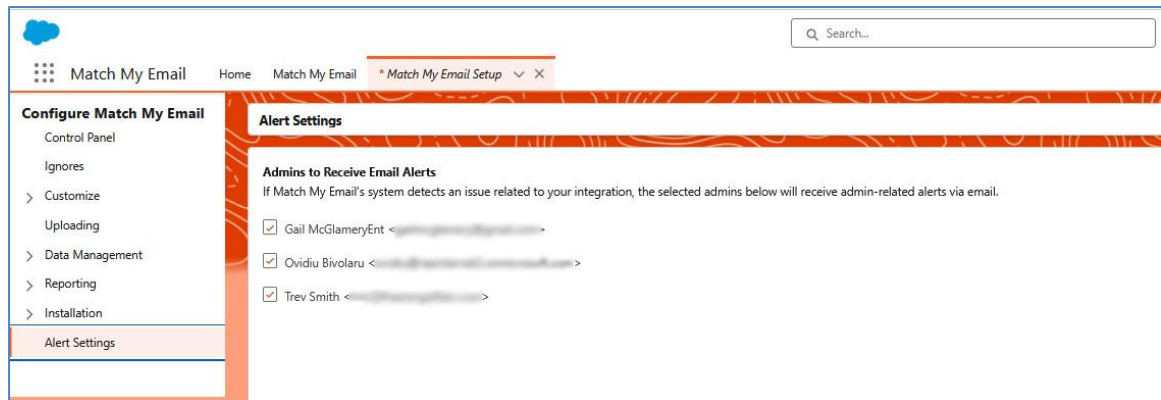 Search...
Match My Email Home Match My Email * Match My Email Setup
Configure Match My Email
Control Panel
Ignores
Customize
Uploading
Data Management
Reporting
Installation
Alert Settings
Alert Settings
Admins to Receive Email Alerts
If Match My Email's system detects an issue related to your integration, the selected admins below will receive admin-related alerts via email.
Gail McGlameryEnt < >
Ovidiu Bivolaru < >
Trev Smith < >